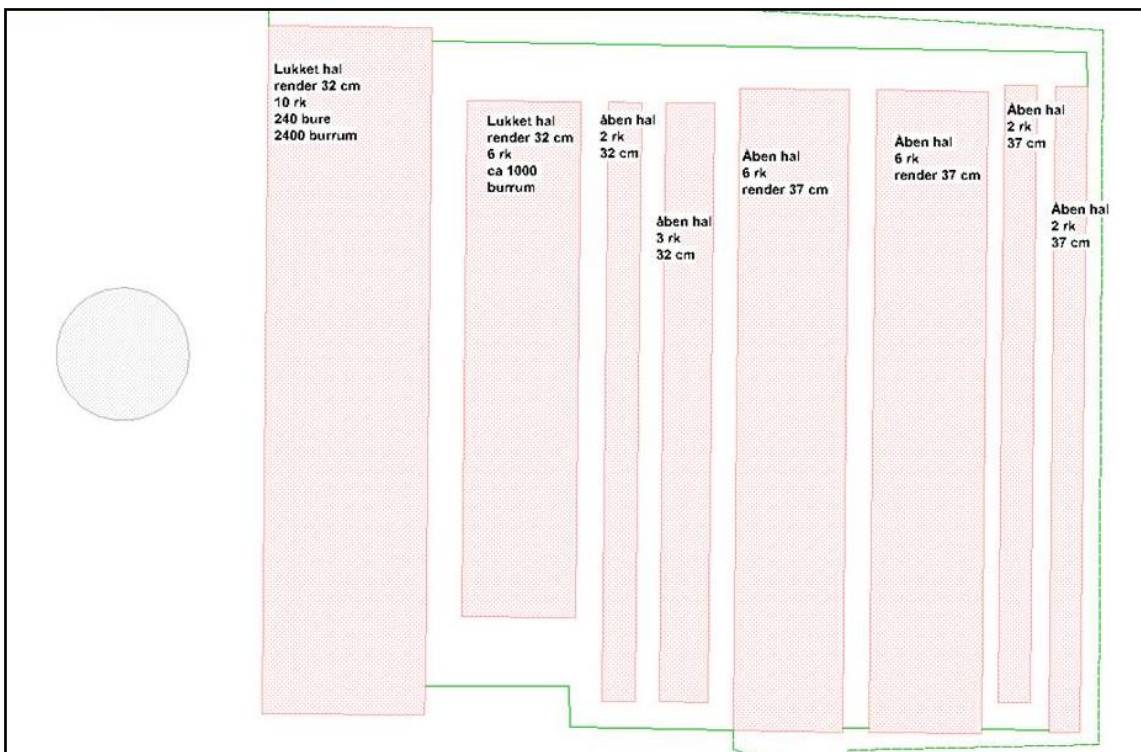 Lukket hal
render 32 cm
10 rk
240 bure
2400 burrum
Lukket hal
render 32 cm
6 rk
ca 1000
burrum
åben hal
2 rk
32 cm
åben hal
3 rk
32 cm
Åben hal
6 rk
render 37 cm
Åben hal
6 rk
render 37 cm
Åben hal
2 rk
37 cm
Åben hal
2 rk
37 cm